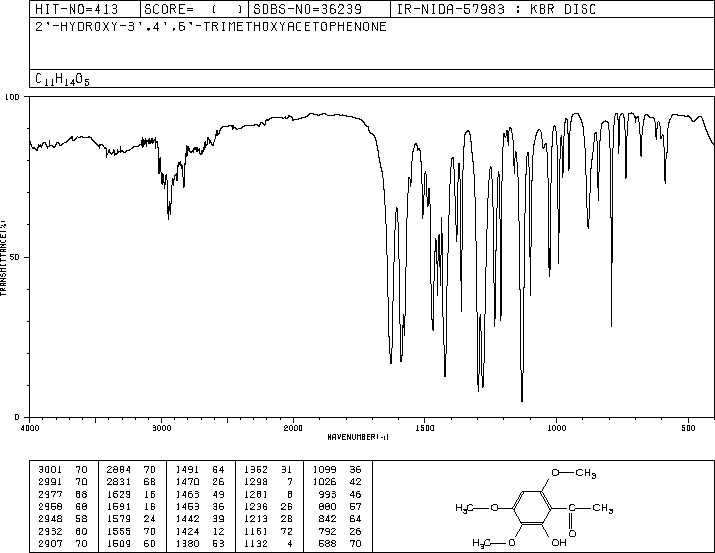 HIT-NO=413 SCORE= ( ) SDBS-NO=36239 IR-NIDA-57983 : KBR DISC
2'-HYDROXY-3',4',6'-TRIMETHOXYACETOPHENONE
C11H14O5
100
50
0
TRANSMITTANCE(%)
4000 3000 2000 1500 1000 500
WAVENUMBER(-1)
3001 70 2884 70 1491 64 1362 31 1099 36
2991 70 2831 68 1470 26 1298 7 1026 42
2977 68 1629 16 1463 49 1281 8 993 46
2958 60 1591 16 1453 36 1236 26 880 57
2948 58 1579 24 1442 39 1213 28 842 64
2932 60 1555 70 1424 12 1161 72 792 26
2907 70 1509 60 1380 53 1132 4 588 70
O CH3
H3C O CH3
H3C O OH O